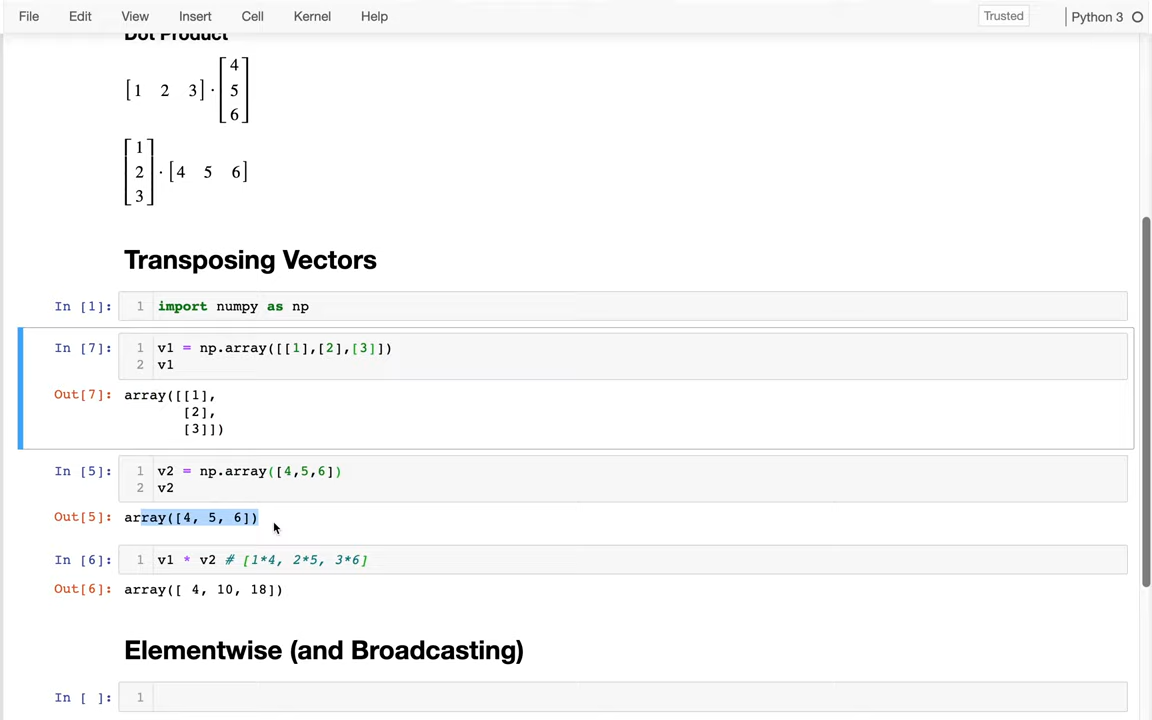 File Edit View Insert Cell Kernel Help Trusted Python 3
Dot Product
[1 2 3] · [4
5
6]
[1
2
3] · [4 5 6]
Transposing Vectors
In [1]: 1 import numpy as np
In [7]: 1 v1 = np.array([[1],[2],[3]])
2 v1
Out[7]: array([[1],
[2],
[3]])
In [5]: 1 v2 = np.array([4,5,6])
2 v2
Out[5]: array([4, 5, 6])
In [6]: 1 v1 * v2 # [1*4, 2*5, 3*6]
Out[6]: array([ 4, 10, 18])
Elementwise (and Broadcasting)
In [ ]: 1